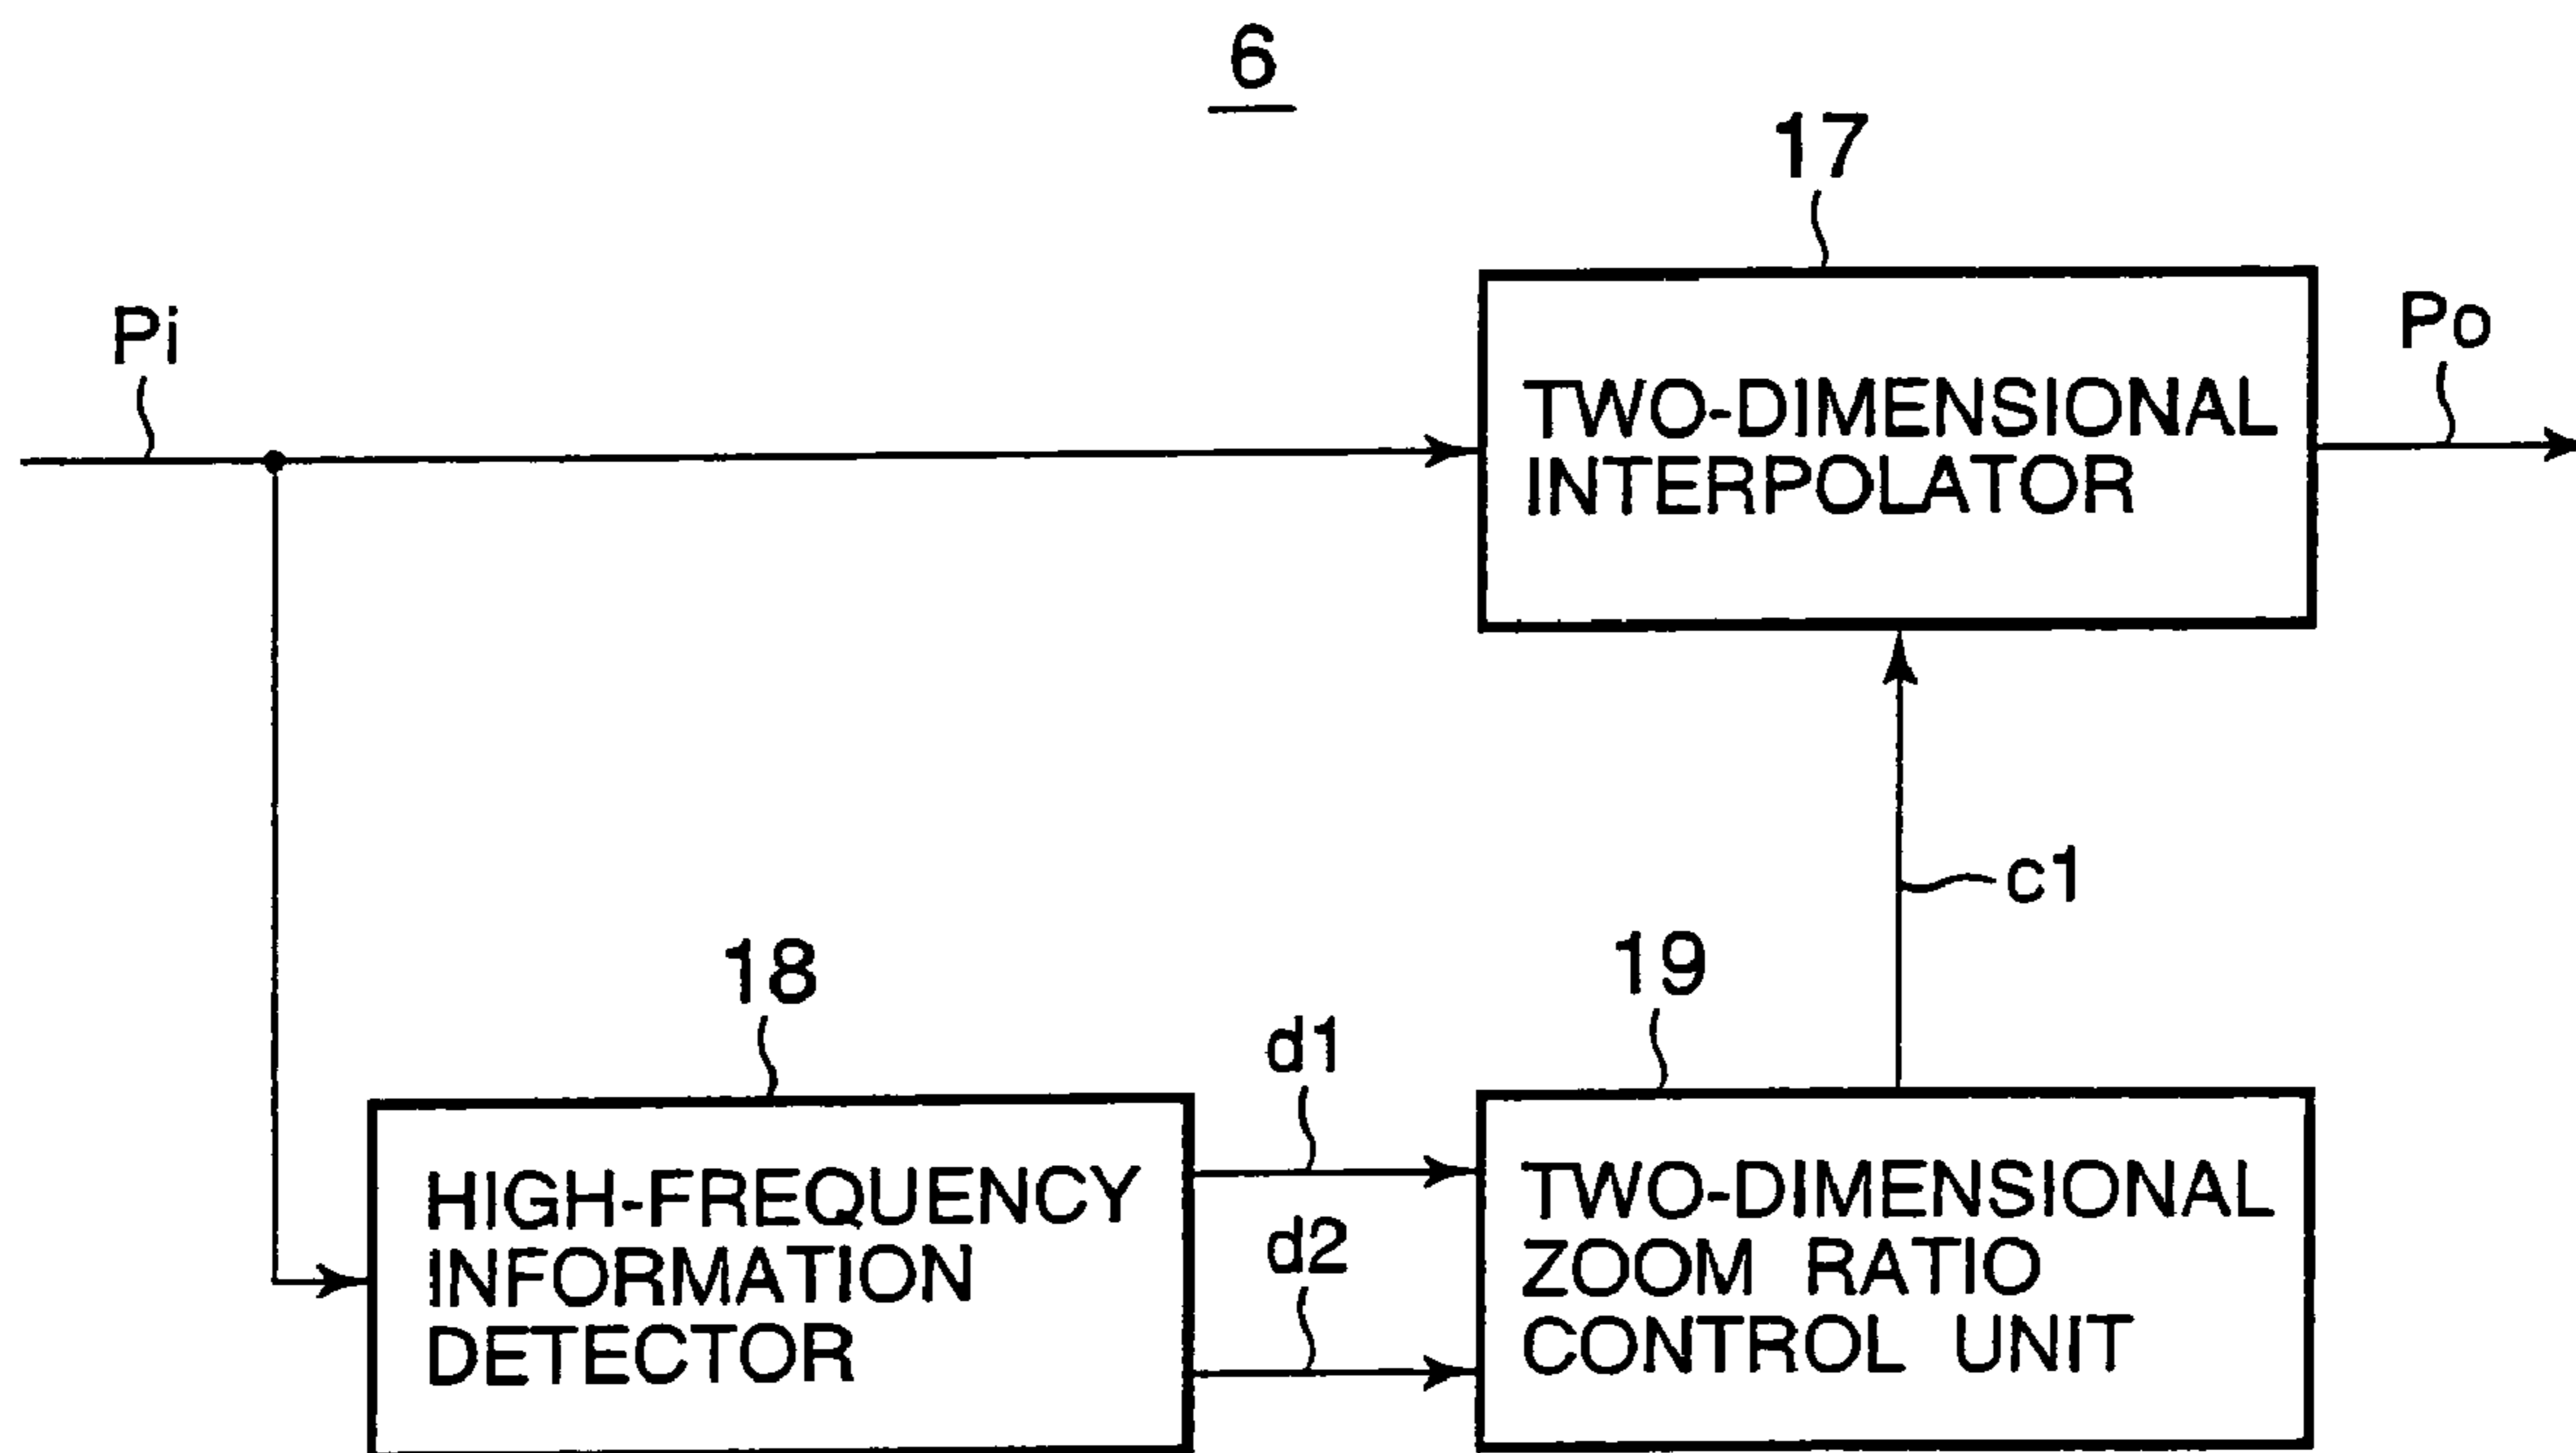 6
17
Pi
Po
TWO-DIMENSIONAL
INTERPOLATOR
c1
18
19
d1
d2
HIGH-FREQUENCY
INFORMATION
DETECTOR
TWO-DIMENSIONAL
ZOOM RATIO
CONTROL UNIT